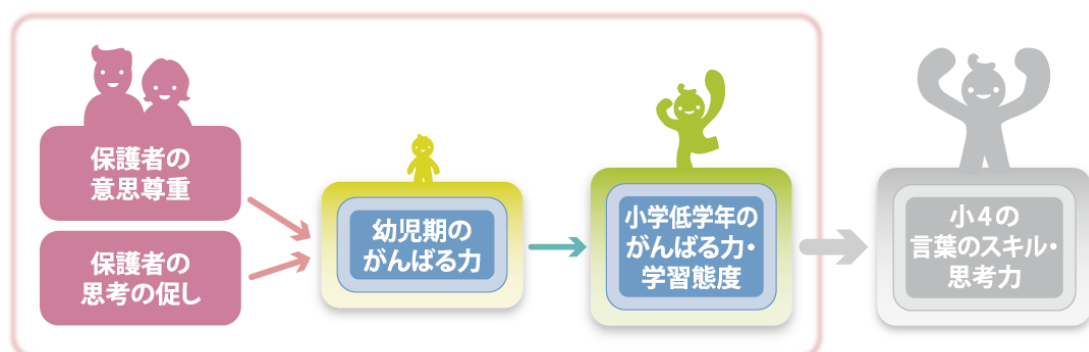 保護者の
意思尊重
保護者の
思考の促し
幼児期の
がんばる力
小学低学年の
がんばる力・
学習態度
小4の
言葉のスキル・
思考力